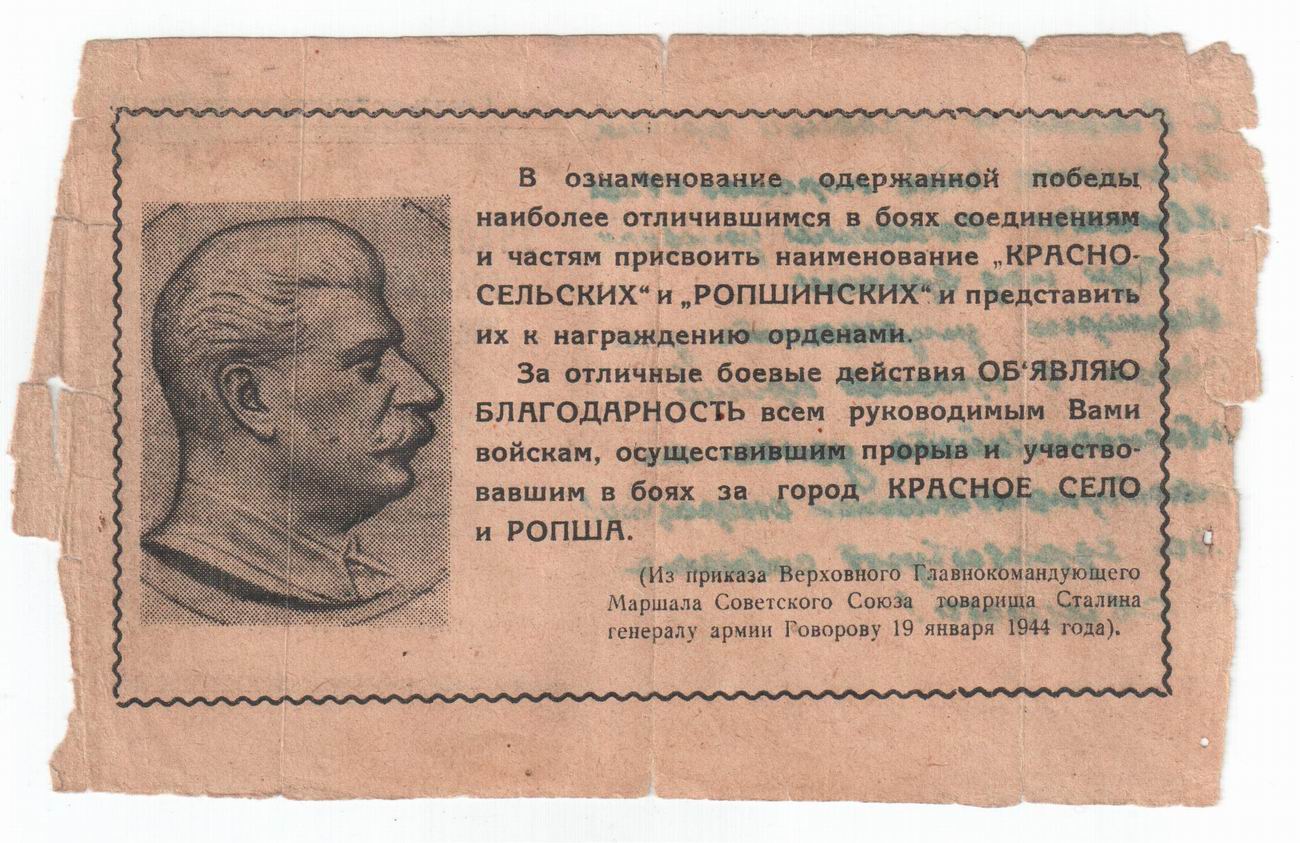 В ознаменование одержанной победы
наиболее отличившимся в боях соединениям
и частям присвоить наименование „КРАСНО-
СЕЛЬСКИХ“ и „РОПШИНСКИХ“ и представить
их к награждению орденами.
За отличные боевые действия ОБ‘ЯВЛЯЮ
БЛАГОДАРНОСТЬ всем руководимым Вами
войскам, осуществившим прорыв и участво-
вавшим в боях за город КРАСНОЕ СЕЛО
и РОПША.
(Из приказа Верховного Главнокомандующего
Маршала Советского Союза товарища Сталина
генералу армии Говорову 19 января 1944 года).